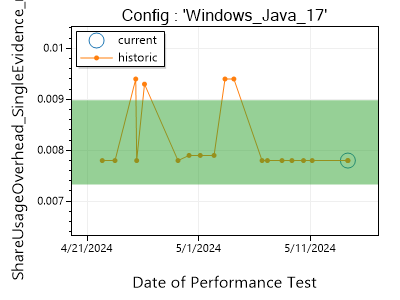 Config : 'Windows_Java_17'
current
historic
0.01
0.009
0.008
0.007
4/21/2024
5/1/2024
5/11/2024
Date of Performance Test